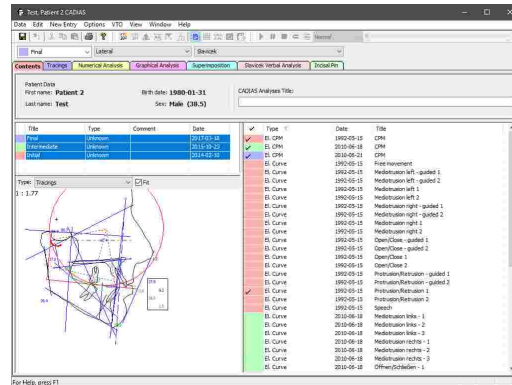 Test, Patient 2 CADIAS
Data Edit New Entry Options VTO View Window Help
Normal
Final Lateral Slavicek
Contents Tracings Numerical Analysis Graphical Analysis Superimposition Slavicek Verbal Analysis Incisal Pin
Patient Data
First name: Patient 2 Birth date: 1980-01-31 CADIAS Analyses Title:
Last name: Test Sex: Male (38.5)
Title Type Comment Date
Final Unknown 2017-03-16
Intermediate Unknown 2015-10-23
Initial Unknown 2014-02-10
Type: Tracings Fit
1 : 1.77
Type Date Title
El. CPM 1992-05-15 CPM
El. CPM 2010-06-18 CPM
El. CPM 2010-06-21 CPM
El. Curve 1992-05-15 Free movement
El. Curve 1992-05-15 Mediotrusion left - guided 1
El. Curve 1992-05-15 Mediotrusion left - guided 2
El. Curve 1992-05-15 Mediotrusion left 1
El. Curve 1992-05-15 Mediotrusion left 2
El. Curve 1992-05-15 Mediotrusion right - guided 1
El. Curve 1992-05-15 Mediotrusion right - guided 2
El. Curve 1992-05-15 Mediotrusion right 1
El. Curve 1992-05-15 Mediotrusion right 2
El. Curve 1992-05-15 Open/Close - guided 1
El. Curve 1992-05-15 Open/Close - guided 2
El. Curve 1992-05-15 Open/Close 1
El. Curve 1992-05-15 Open/Close 2
El. Curve 1992-05-15 Protrusion/Retrusion - guided 1
El. Curve 1992-05-15 Protrusion/Retrusion - guided 2
El. Curve 1992-05-15 Protrusion/Retrusion 1
El. Curve 1992-05-15 Protrusion/Retrusion 2
El. Curve 1992-05-15 Speech
El. Curve 2010-06-18 Mediotrusion links - 1
El. Curve 2010-06-18 Mediotrusion links - 2
El. Curve 2010-06-18 Mediotrusion links - 3
El. Curve 2010-06-18 Mediotrusion rechts - 1
El. Curve 2010-06-18 Mediotrusion rechts - 2
El. Curve 2010-06-18 Mediotrusion rechts - 3
El. Curve 2010-06-18 Öffnen/Schließen - 1
For Help, press F1